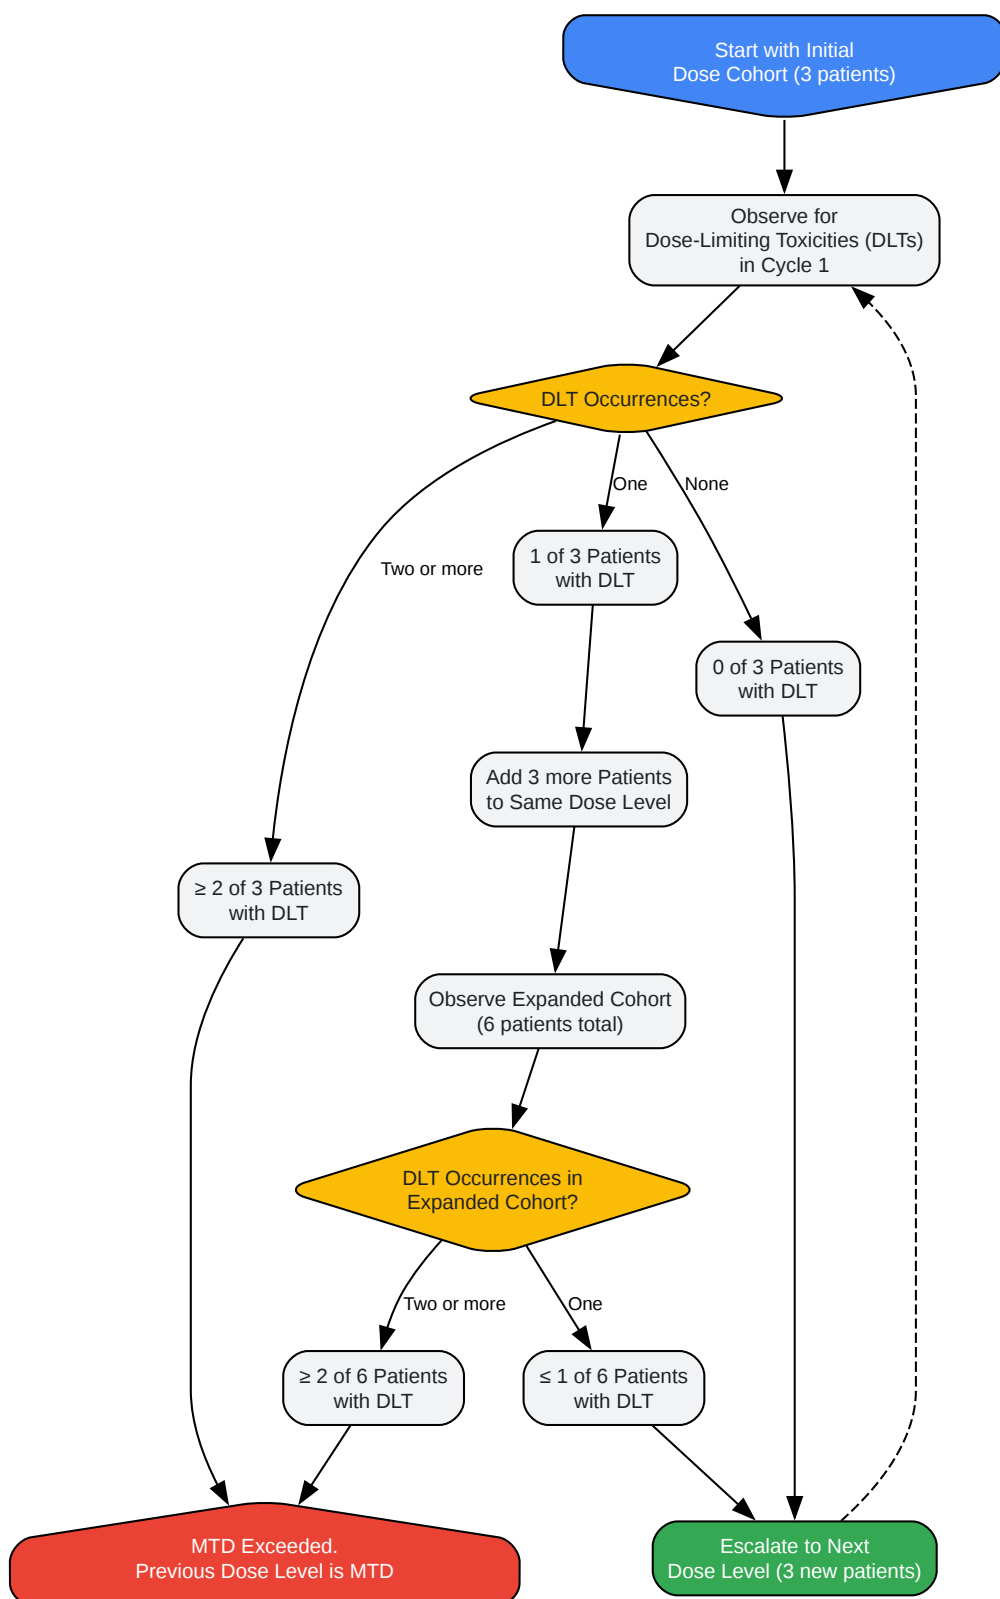 Start with Initial
Dose Cohort (3 patients)
Observe for
Dose-Limiting Toxicities (DLTs)
in Cycle 1
DLT Occurrences?
One
None
Two or more
1 of 3 Patients
with DLT
0 of 3 Patients
with DLT
Add 3 more Patients
to Same Dose Level
≥ 2 of 3 Patients
with DLT
Observe Expanded Cohort
(6 patients total)
DLT Occurrences in
Expanded Cohort?
Two or more
One
≥ 2 of 6 Patients
with DLT
≤ 1 of 6 Patients
with DLT
MTD Exceeded.
Previous Dose Level is MTD
Escalate to Next
Dose Level (3 new patients)